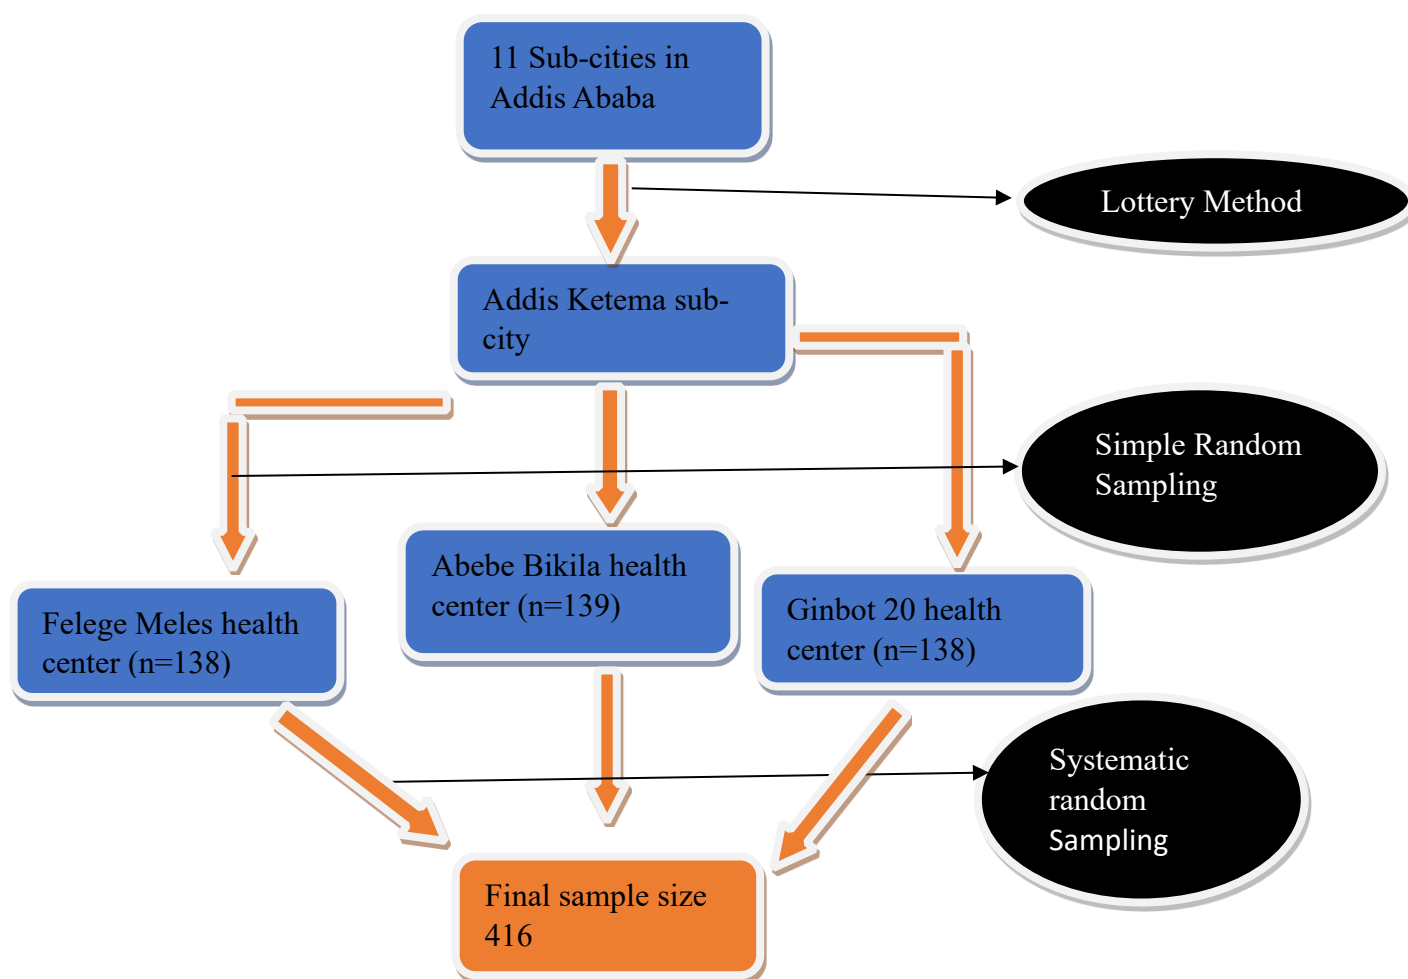 11 Sub-cities in
Addis Ababa
Lottery Method
Addis Ketema sub-
city
Simple Random
Sampling
Felege Meles health
center (n=138)
Abebe Bikila health
center (n=139)
Ginbot 20 health
center (n=138)
Systematic
random
Sampling
Final sample size
416